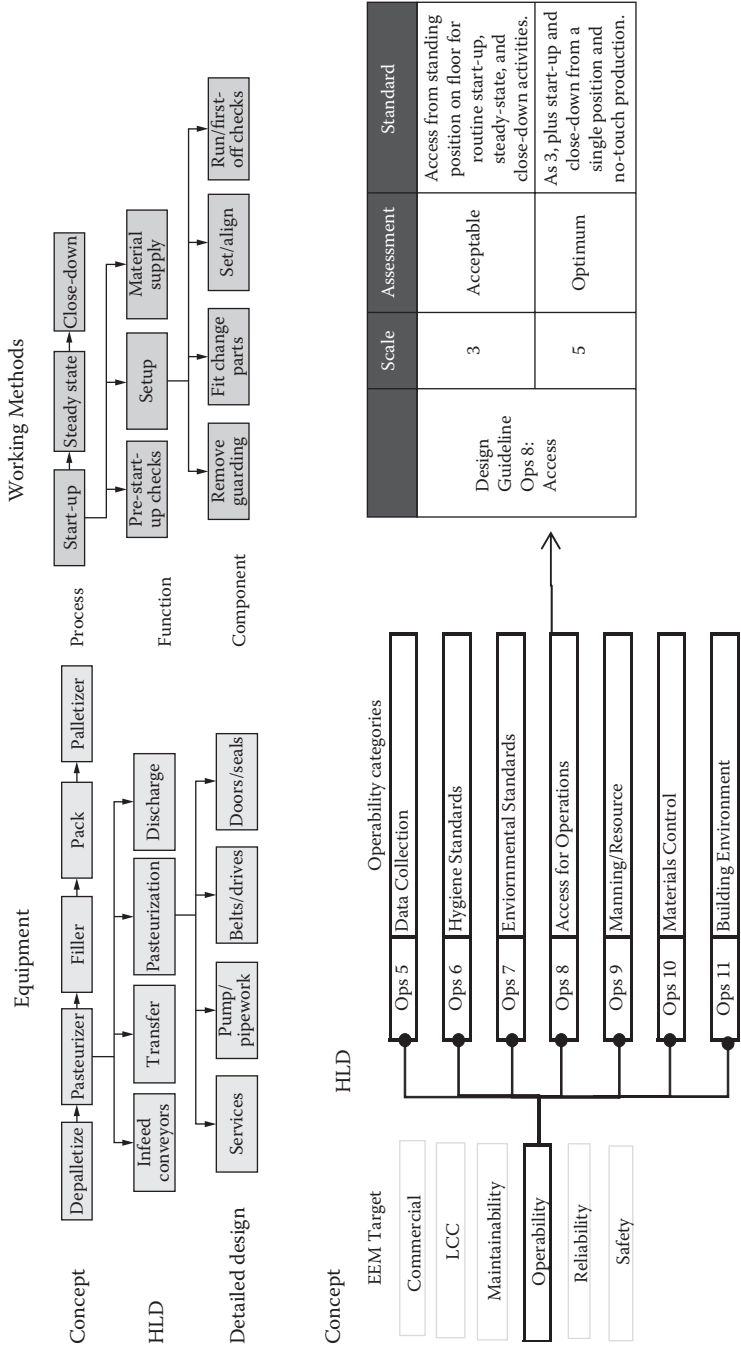 Equipment
Working Methods
Concept
Depalletize
Pasteurizer
Filler
Pack
Palletizer
HLD
Infeed
conveyors
Transfer
Pasteurization
Discharge
Detailed design
Services
Pump/
pipework
Belts/drives
Doors/seals
Process
Start-up
Steady state
Close-down
Function
Pre-start-
up checks
Setup
Material
supply
Component
Remove
guarding
Fit change
parts
Set/align
Run/first-
off checks
Concept
HLD
EEM Target
Commercial
LCC
Maintainability
Operability
Reliability
Safety
Operability categories
Ops 5 Data Collection
Ops 6 Hygiene Standards
Ops 7 Enviornmental Standards
Ops 8 Access for Operations
Ops 9 Manning/Resource
Ops 10 Materials Control
Ops 11 Building Environment
Scale Assessment Standard
Design
Guideline
Ops 8:
Access
3 Acceptable
Access from standing
position on floor for
routine start-up,
steady-state, and
close-down activities.
5 Optimum
As 3, plus start-up and
close-down from a
single position and
no-touch production.